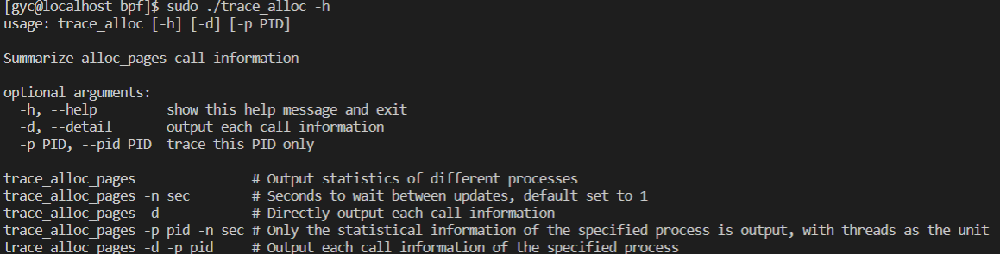 [gyc@localhost bpf]$ sudo ./trace_alloc -h
usage: trace_alloc [-h] [-d] [-p PID]
Summarize alloc_pages call information
optional arguments:
  -h, --help            show this help message and exit
  -d, --detail          output each call information
  -p PID, --pid PID  trace this PID only
trace_alloc_pages                # Output statistics of different processes
trace_alloc_pages -n sec         # Seconds to wait between updates, default set to 1
trace_alloc_pages -d             # Directly output each call information
trace_alloc_pages -p pid -n sec # Only the statistical information of the specified process is output, with threads as the unit
trace_alloc_pages -d -p pid      # Output each call information of the specified process